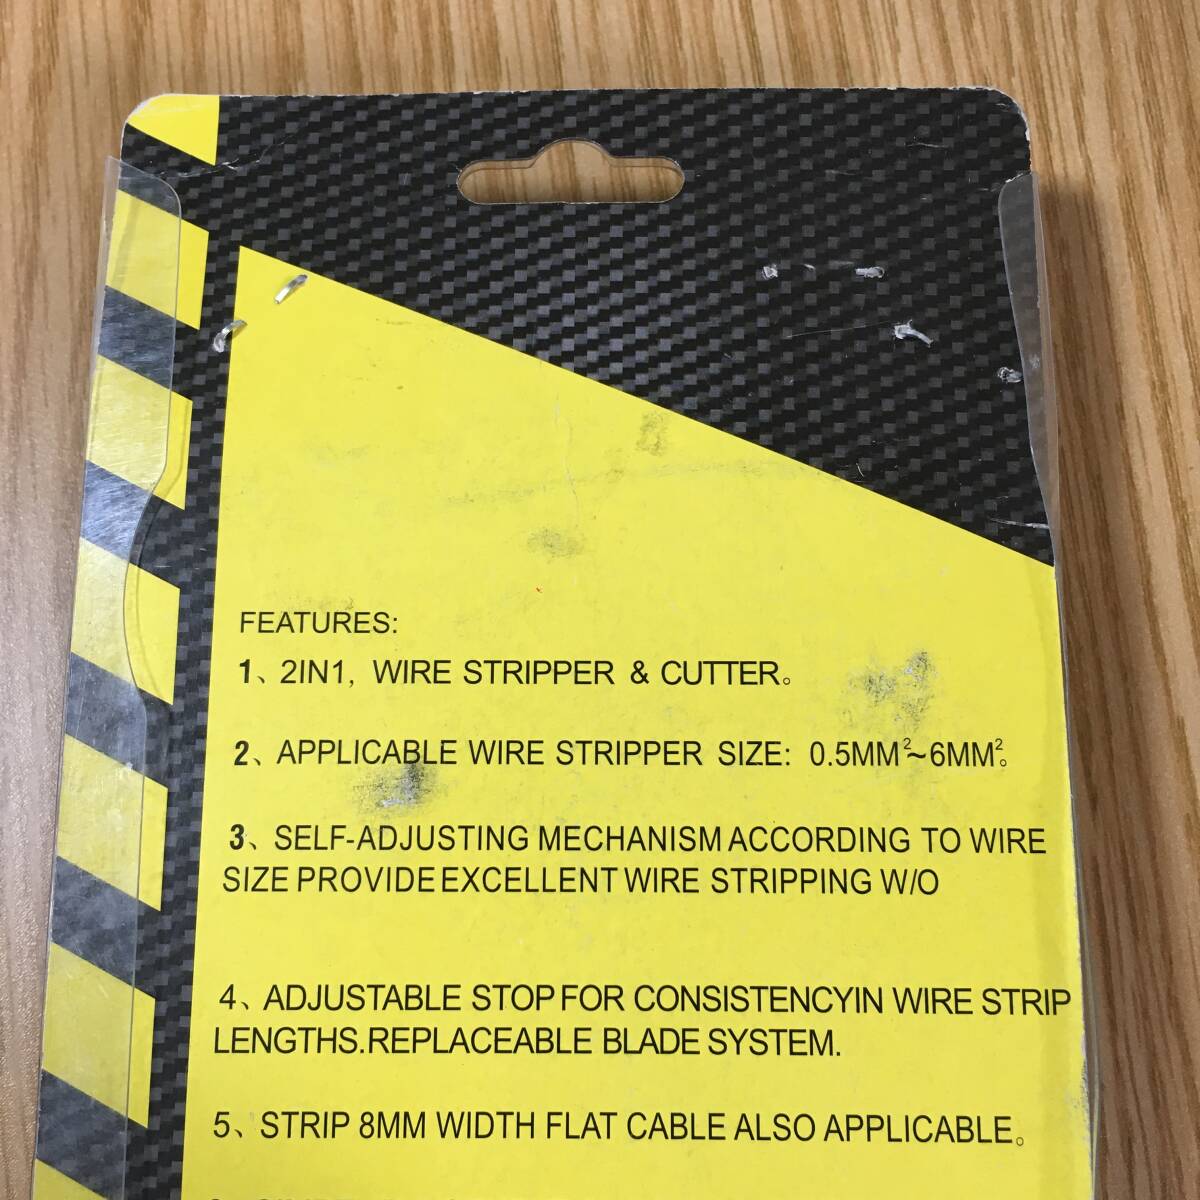 FEATURES:
1、2IN1, WIRE STRIPPER & CUTTER。
2、APPLICABLE WIRE STRIPPER SIZE: 0.5MM²~6MM²。
3、SELF-ADJUSTING MECHANISM ACCORDING TO WIRE
SIZE PROVIDE EXCELLENT WIRE STRIPPING W/O
4、ADJUSTABLE STOP FOR CONSISTENCYIN WIRE STRIP
LENGTHS.REPLACEABLE BLADE SYSTEM.
5、STRIP 8MM WIDTH FLAT CABLE ALSO APPLICABLE。